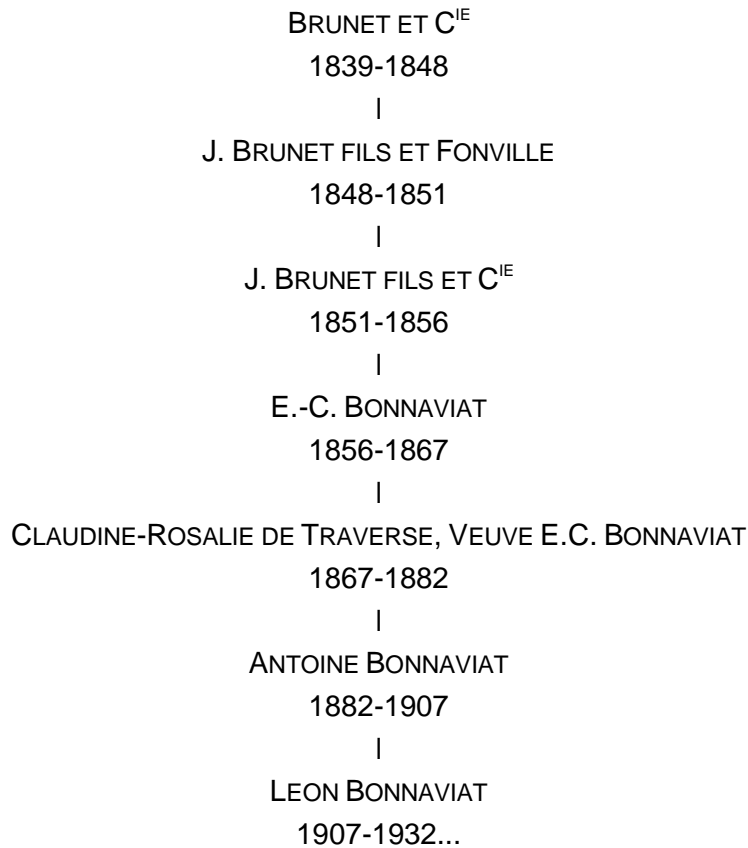 BRUNET ET CIE
1839-1848
J. BRUNET FILS ET FONVILLE
1848-1851
J. BRUNET FILS ET CIE
1851-1856
E.-C. BONNAVIAT
1856-1867
CLAUDINE-ROSALIE DE TRAVERSE, VEUVE E.C. BONNAVIAT
1867-1882
ANTOINE BONNAVIAT
1882-1907
LEON BONNAVIAT
1907-1932...